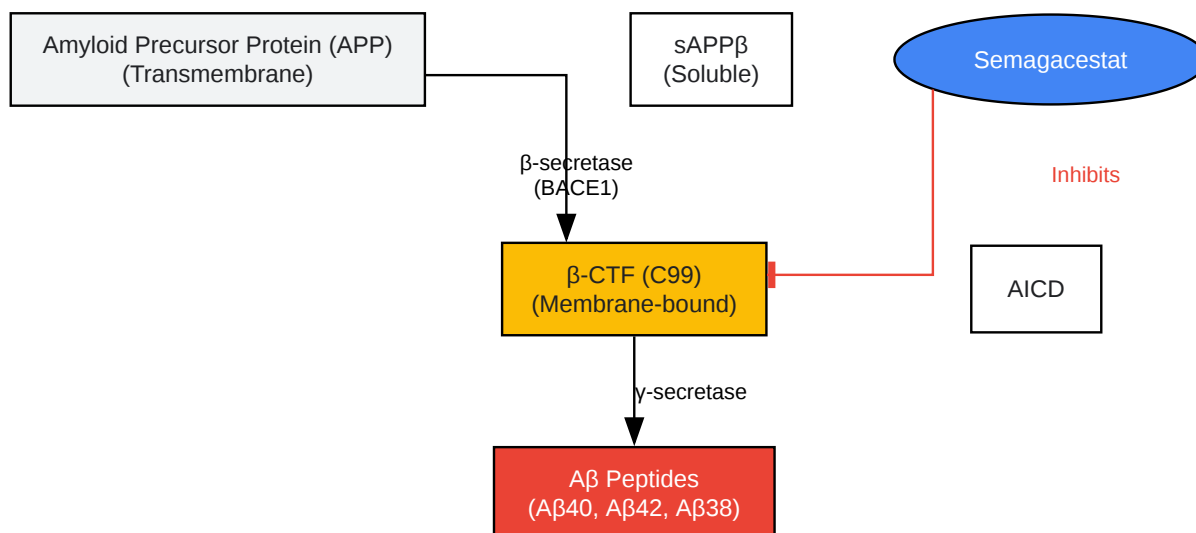 Amyloid Precursor Protein (APP)
(Transmembrane)
sAPPβ
(Soluble)
Semagacestat
β-secretase
(BACE1)
Inhibits
β-CTF (C99)
(Membrane-bound)
AICD
γ-secretase
Aβ Peptides
(Aβ40, Aβ42, Aβ38)